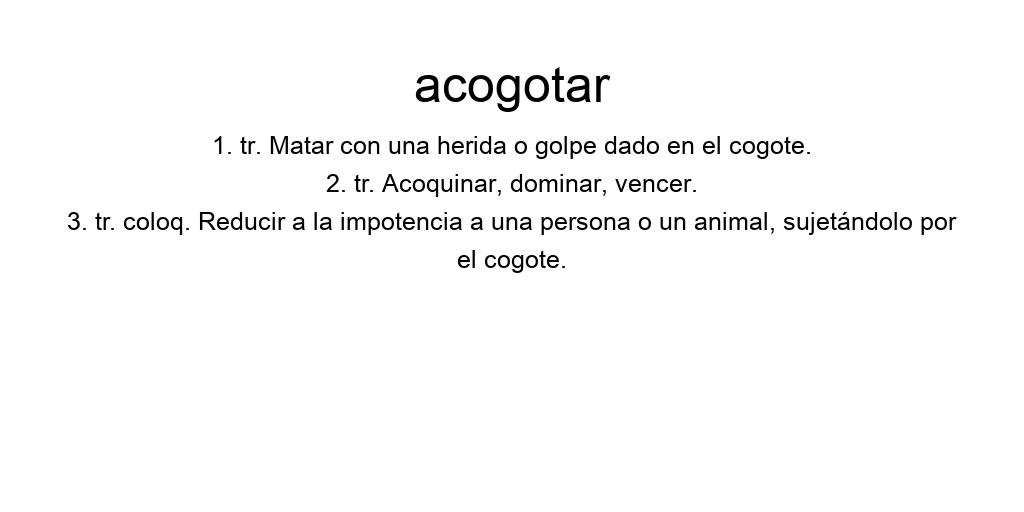 acogotar
1. tr. Matar con una herida o golpe dado en el cogote.
2. tr. Acoquinar, dominar, vencer.
3. tr. coloq. Reducir a la impotencia a una persona o un animal, sujetándolo por
el cogote.